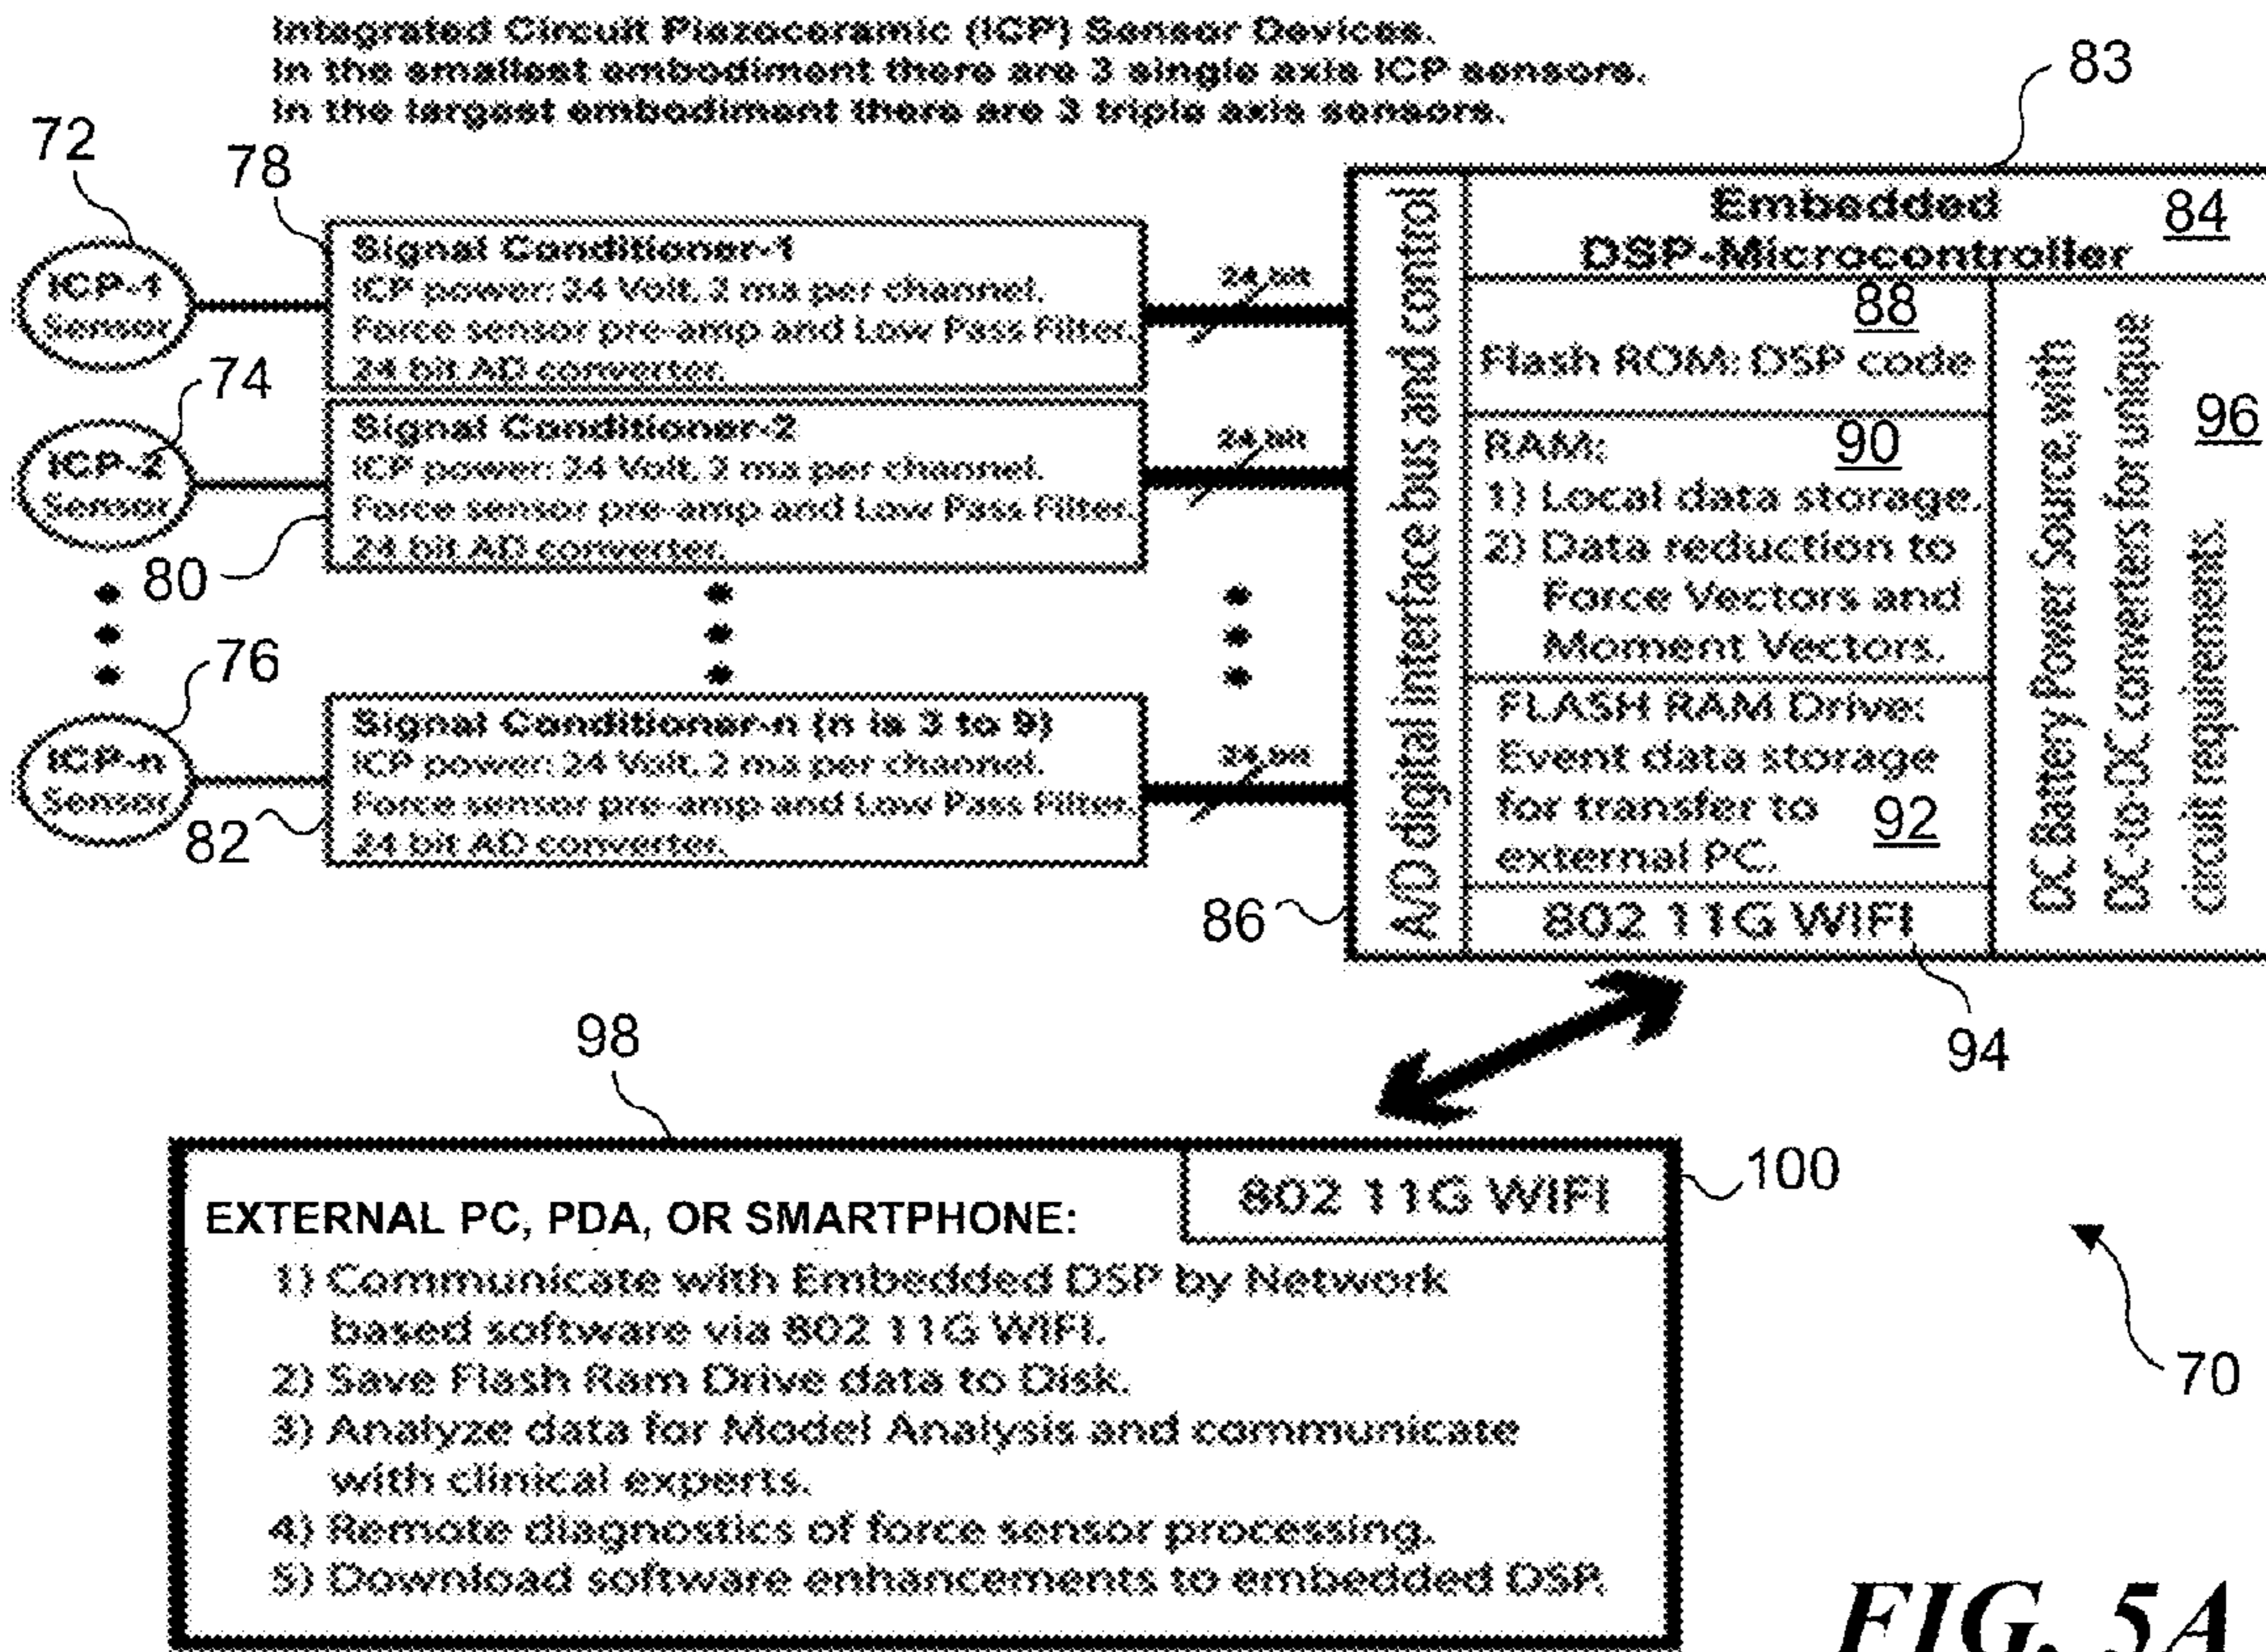 Integrated Circuit Piezoceramic (ICP) Sensor Devices.
In the smallest embodiment there are 3 single axis ICP sensors.
In the largest embodiment there are 3 triple axis sensors.
72
78
83
ICP-1
Sensor
Signal Conditioner-1
ICP power: 24 Volt, 2 ma per channel.
Force sensor pre-amp and Low Pass Filter.
24 bit AD converter.
24 bit
74
ICP-2
Sensor
80
Signal Conditioner-2
ICP power: 24 Volt, 2 ma per channel.
Force sensor pre-amp and Low Pass Filter.
24 bit AD converter.
24 bit
76
ICP-n
Sensor
82
Signal Conditioner-n (n is 3 to 9)
ICP power: 24 Volt, 2 ma per channel.
Force sensor pre-amp and Low Pass Filter.
24 bit AD converter.
24 bit
86
A/D digital interface bus and control
Embedded
DSP-Microcontroller
84
88
Flash ROM: DSP code
RAM:
90
1) Local data storage.
2) Data reduction to
Force Vectors and
Moment Vectors.
FLASH RAM Drive:
Event data storage
for transfer to
external PC.
92
802 11G WIFI
94
DC Battery Power Source, with
DC-to-DC converters for unique
circuit requirements.
96
98
802 11G WIFI
100
EXTERNAL PC, PDA, OR SMARTPHONE:
1) Communicate with Embedded DSP by Network
based software via 802 11G WIFI.
2) Save Flash Ram Drive data to Disk.
3) Analyze data for Model Analysis and communicate
with clinical experts.
4) Remote diagnostics of force sensor processing.
5) Download software enhancements to embedded DSP.
70
FIG. 5A